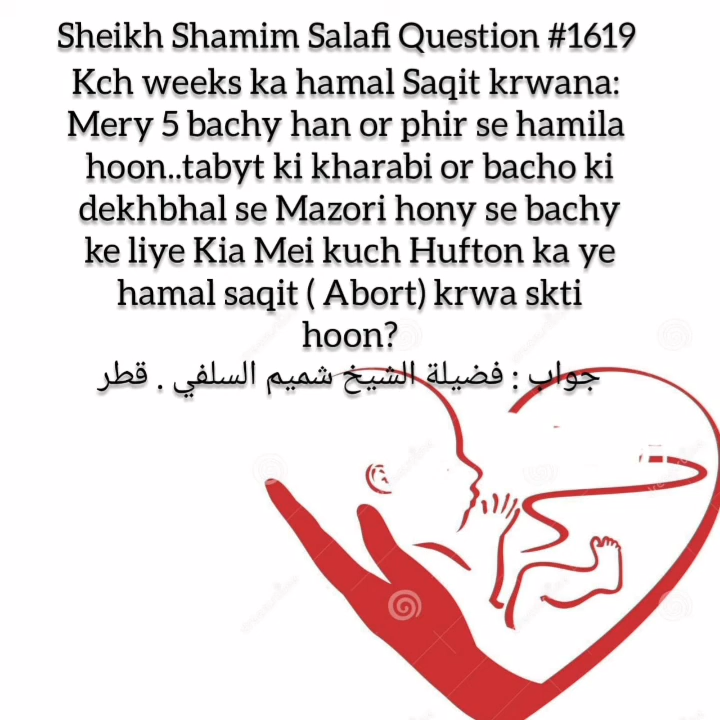 Sheikh Shamim Salafi Question #1619
Kch weeks ka hamal Saqit krwana:
Mery 5 bachy han or phir se hamila
hoon..tabyt ki kharabi or bacho ki
dekhbhal se Mazori hony se bachy
ke liye Kia Mei kuch Hufton ka ye
hamal saqit ( Abort) krwa skti
hoon?
جواب : فضيلة الشيخ شميم السلفي . قطر